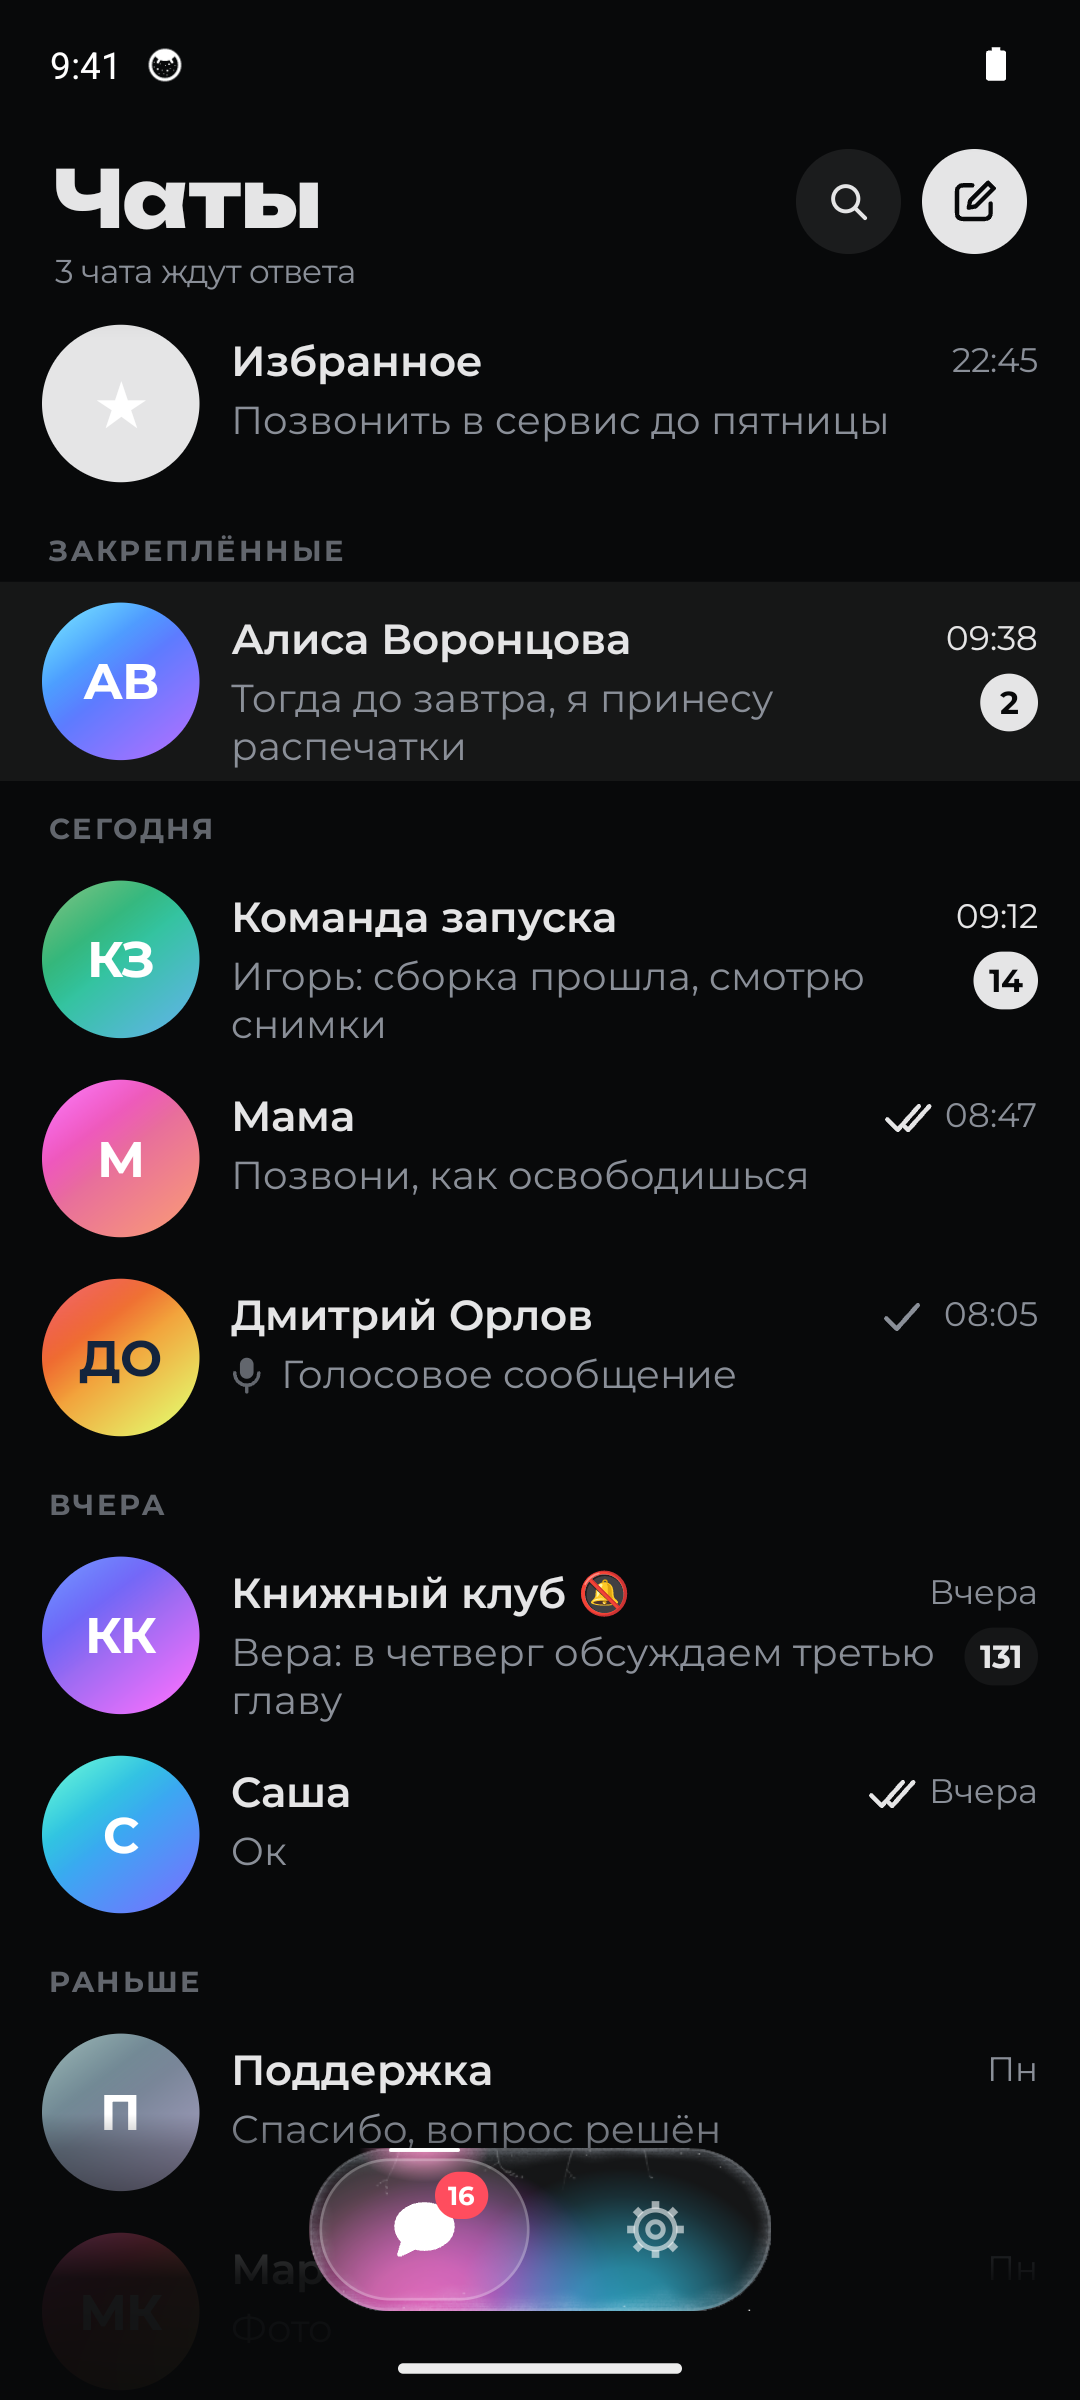 9:41
Чаты
3 чата ждут ответа
Избранное 22:45
Позвонить в сервис до пятницы
ЗАКРЕПЛЁННЫЕ
АВ
Алиса Воронцова 09:38
Тогда до завтра, я принесу 2
распечатки
СЕГОДНЯ
КЗ
Команда запуска 09:12
Игорь: сборка прошла, смотрю 14
снимки
М
Мама 08:47
Позвони, как освободишься
ДО
Дмитрий Орлов 08:05
Голосовое сообщение
ВЧЕРА
КК
Книжный клуб Вчера
Вера: в четверг обсуждаем третью 131
главу
С
Саша Вчера
Ок
РАНЬШЕ
П
Поддержка Пн
Спасибо, вопрос решён
16
МК
Пн
Фото